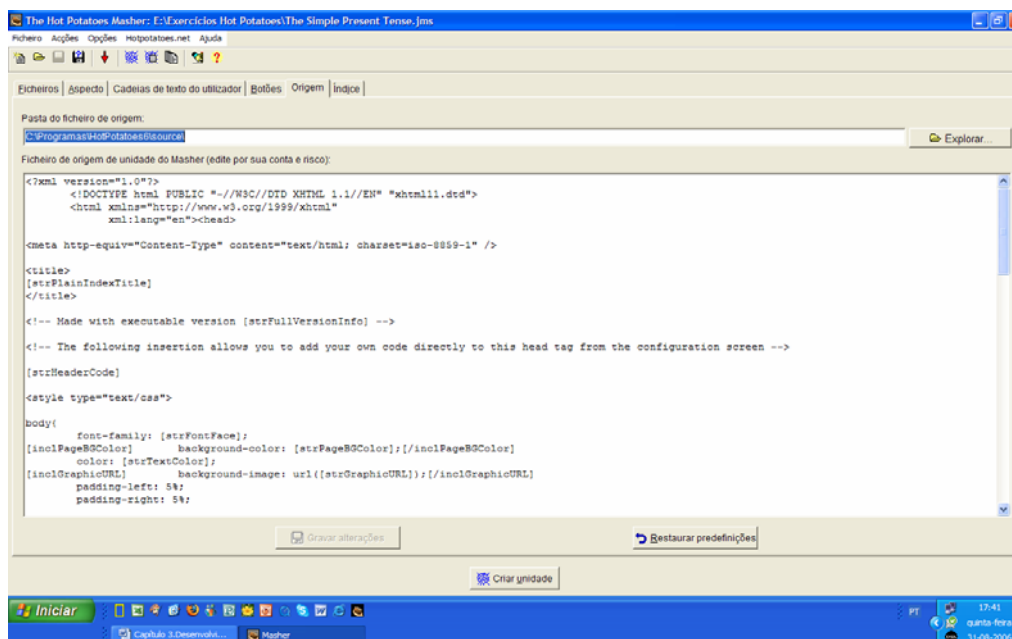 The Hot Potatoes Masher: E:\Exercícios Hot Potatoes\The Simple Present Tense.jms
Ficheiro Acções Opções Hotpotatoes.net Ajuda
Ficheiros Aspecto Cadeias de texto do utilizador Botões Origem Índice
Pasta do ficheiro de origem:
C:\Programas\HotPotatoes6\source\
Explorar...
Ficheiro de origem de unidade do Masher (edite por sua conta e risco):
<?xml version="1.0"?>
<!DOCTYPE html PUBLIC "-//W3C//DTD XHTML 1.1//EN" "xhtml11.dtd">
<html xmlns="http://www.w3.org/1999/xhtml"
xml:lang="en"><head>
<meta http-equiv="Content-Type" content="text/html; charset=iso-8859-1" />
<title>
[strPlainIndexTitle]
</title>
<!-- Made with executable version [strFullVersionInfo] -->
<!-- The following insertion allows you to add your own code directly to this head tag from the configuration screen -->
[strHeaderCode]
<style type="text/css">
body{
font-family: [strFontFace];
[inclPageBGColor] background-color: [strPageBGColor];[/inclPageBGColor]
color: [strTextColor];
[inclGraphicURL] background-image: url([strGraphicURL]);[/inclGraphicURL]
padding-left: 5%;
padding-right: 5%;
Gravar alterações
Restaurar predefinições
Criar unidade
Iniciar
PT
17:41
Capítulo 3.Desenvolvi...
Masher
quinta-feira
31-08-2006